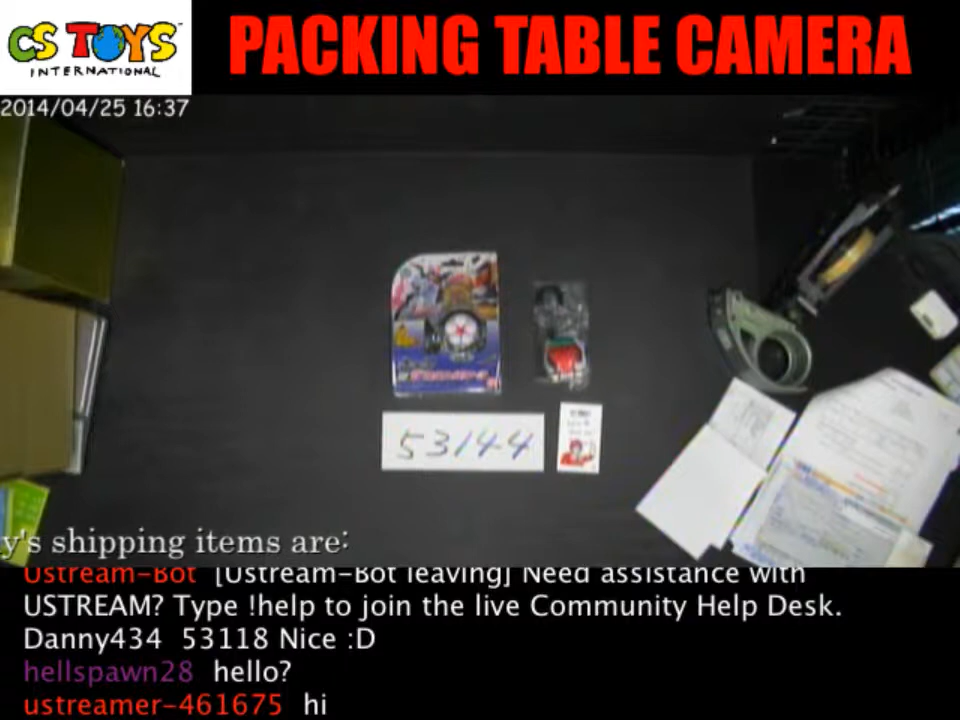 CS TOYS
INTERNATIONAL
PACKING TABLE CAMERA
2014/04/25 16:37
53144
y's shipping items are:
Ustream-Bot [Ustream-Bot leaving] Need assistance with
USTREAM? Type !help to join the live Community Help Desk.
Danny434 53118 Nice :D
hellspawn28 hello?
ustreamer-461675 hi